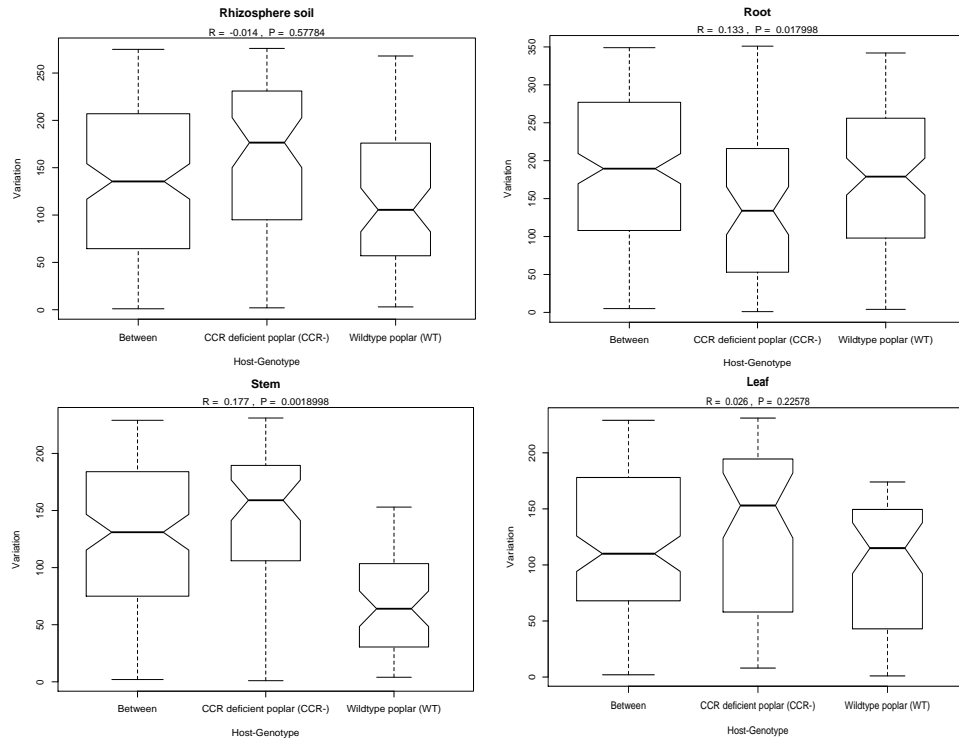 Rhizosphere soil
R = -0.014 , P = 0.57784
Variation
0 50 100 150 200 250
Between CCR deficient poplar (CCR-) Wildtype poplar (WT)
Host-Genotype
Root
R = 0.133 , P = 0.017998
Variation
0 50 100 150 200 250 300 350
Between CCR deficient poplar (CCR-) Wildtype poplar (WT)
Stem
R = 0.177 , P = 0.0018998
Variation
0 50 100 150 200
Between CCR deficient poplar (CCR-) Wildtype poplar (WT)
Host-Genotype
Leaf
R = 0.026 , P = 0.22578
Variation
0 50 100 150 200
Between CCR deficient poplar (CCR-) Wildtype poplar (WT)
Host-Genotype